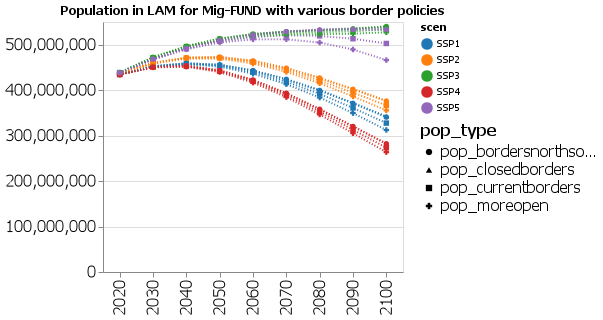 Population in LAM for Mig-FUND with various border policies
500,000,000
400,000,000
300,000,000
200,000,000
100,000,000
0
2020
2030
2040
2050
2060
2070
2080
2090
2100
scen
SSP1
SSP2
SSP3
SSP4
SSP5
pop_type
pop_bordersnorthso...
pop_closedborders
pop_currentborders
pop_moreopen